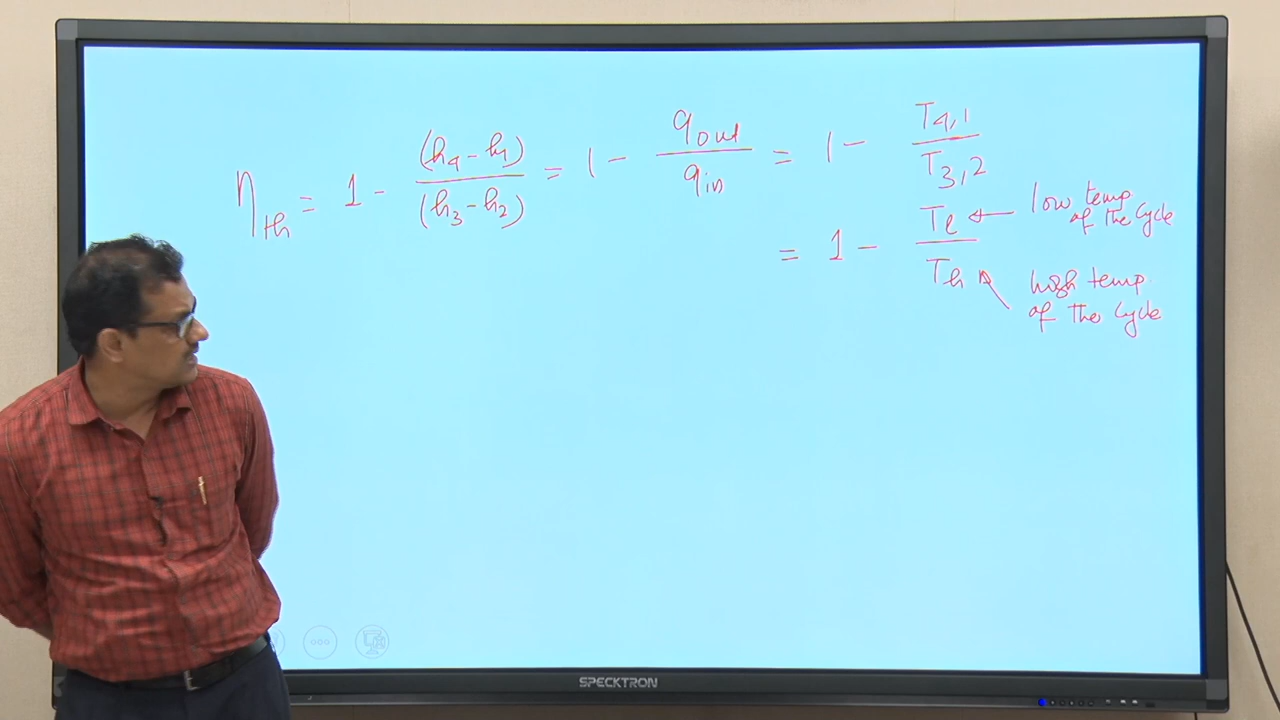 η_th = 1 - (h4 - h1) / (h3 - h2) = 1 - q_out / q_in = 1 - T4,1 / T3,2
= 1 - Tl / Th
low temp of the Cycle
high temp. of the Cycle
SPECKTRON